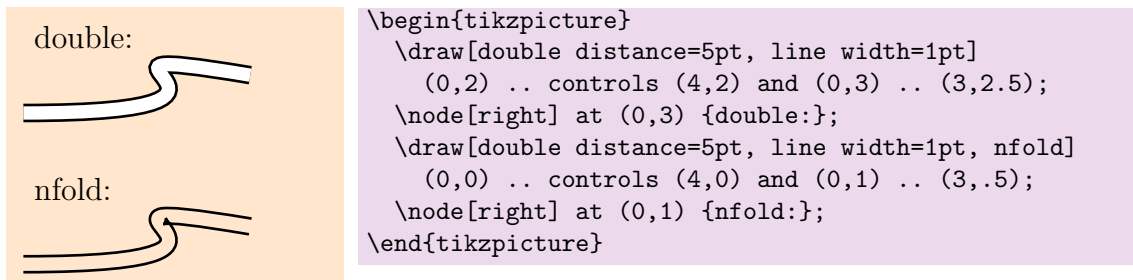 double:
nfold:
\begin{tikzpicture}
  \draw[double distance=5pt, line width=1pt]
    (0,2) .. controls (4,2) and (0,3) .. (3,2.5);
  \node[right] at (0,3) {double:};
  \draw[double distance=5pt, line width=1pt, nfold]
    (0,0) .. controls (4,0) and (0,1) .. (3,.5);
  \node[right] at (0,1) {nfold:};
\end{tikzpicture}